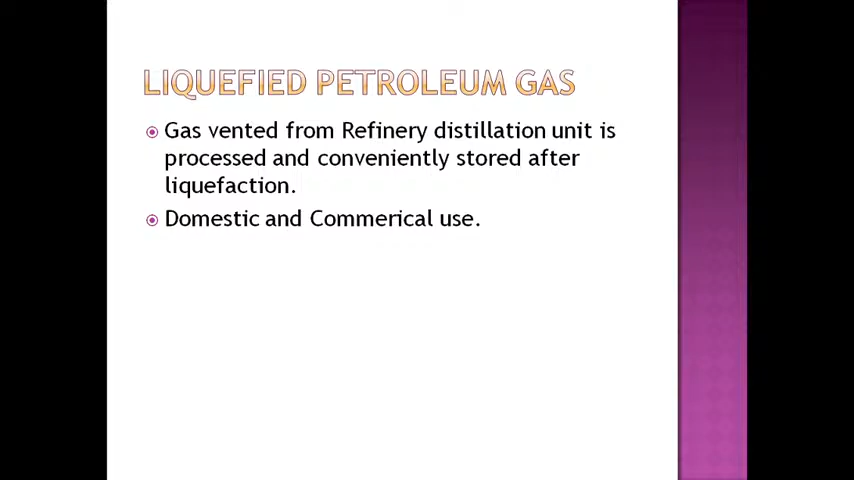 LIQUEFIED PETROLEUM GAS
Gas vented from Refinery distillation unit is
processed and conveniently stored after
liquefaction.
Domestic and Commerical use.